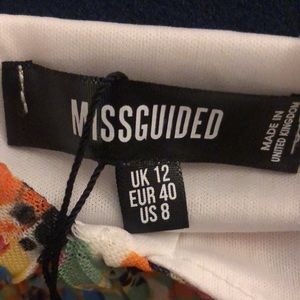 MISSGUIDED
MADE IN
UNITED KINGDOM
UK 12
EUR 40
US 8